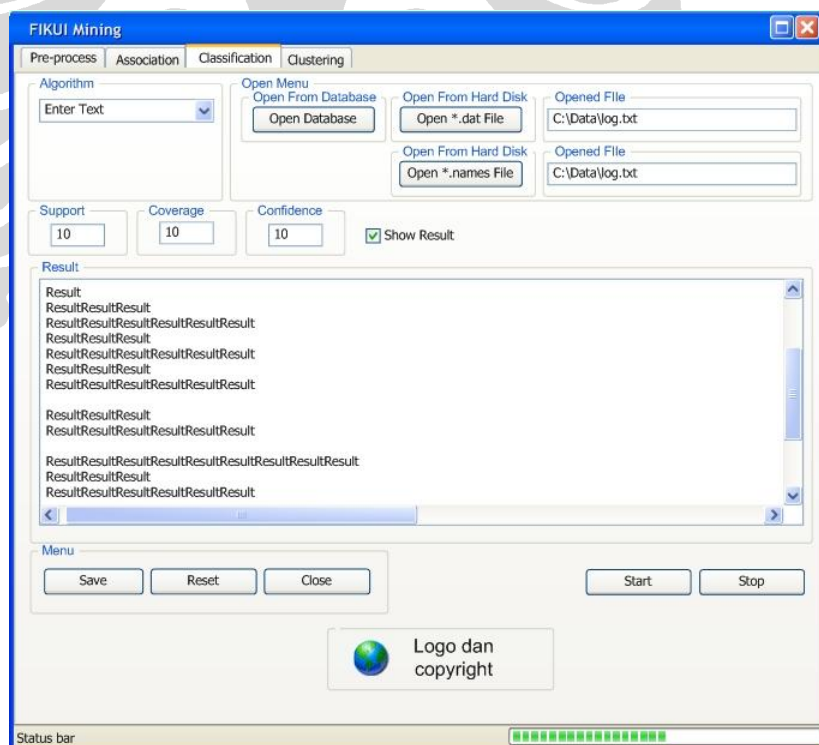 FIKUI Mining
Pre-process Association Classification Clustering
Algorithm
Enter Text
Open Menu
Open From Database
Open Database
Open From Hard Disk
Open *.dat File
Opened FIle
C:\Data\log.txt
Open From Hard Disk
Open *.names File
Opened FIle
C:\Data\log.txt
Support
10
Coverage
10
Confidence
10
Show Result
Result
Result
ResultResultResult
ResultResultResultResultResultResult
ResultResultResult
ResultResultResultResultResultResult
ResultResultResult
ResultResultResultResultResultResult
ResultResultResult
ResultResultResultResultResultResult
ResultResultResultResultResultResultResultResultResult
ResultResultResult
ResultResultResultResultResultResult
Menu
Save Reset Close
Start Stop
Logo dan
copyright
Status bar